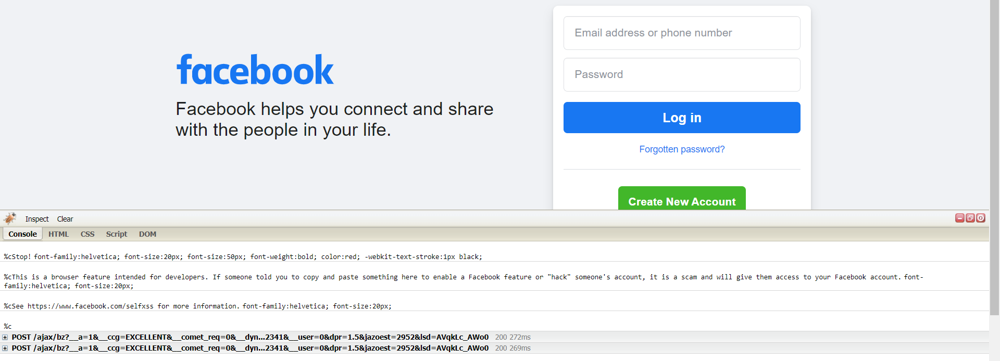 facebook
Facebook helps you connect and share
with the people in your life.
Email address or phone number
Password
Log in
Forgotten password?
Create New Account
Inspect Clear
Console HTML CSS Script DOM
%cStop! font-family:helvetica; font-size:20px; font-size:50px; font-weight:bold; color:red; -webkit-text-stroke:1px black;
%cThis is a browser feature intended for developers. If someone told you to copy and paste something here to enable a Facebook feature or "hack" someone's account, it is a scam and will give them access to your Facebook account. font-
family:helvetica; font-size:20px;
%cSee https://www.facebook.com/selfxss for more information. font-family:helvetica; font-size:20px;
%c
POST /ajax/bz?__a=1&__ccg=EXCELLENT&__comet_req=0&__dyn...2341&__user=0&dpr=1.5&jazoest=2952&lsd=AVqkLc_AWo0 200 272ms
POST /ajax/bz?__a=1&__ccg=EXCELLENT&__comet_req=0&__dyn...2341&__user=0&dpr=1.5&jazoest=2952&lsd=AVqkLc_AWo0 200 269ms